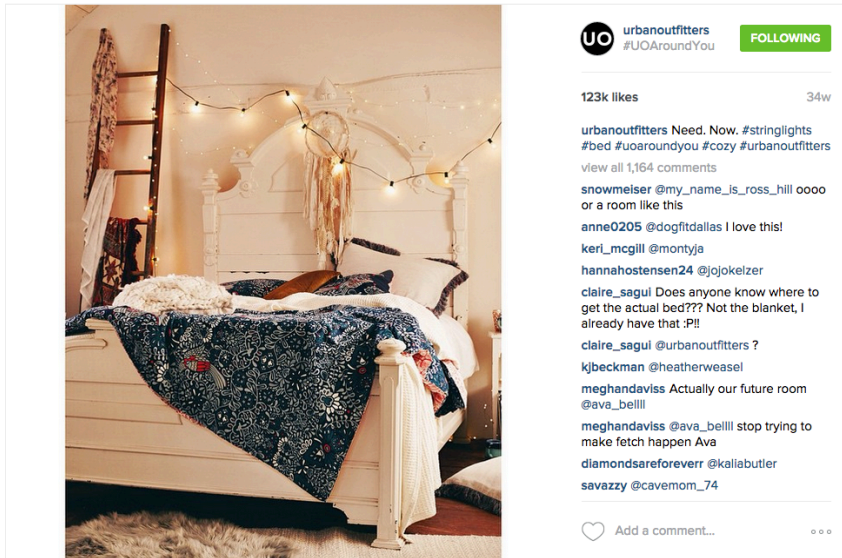 UO
urbanoutfitters
#UOAroundYou
FOLLOWING
123k likes
34w
urbanoutfitters Need. Now. #stringlights
#bed #uoaroundyou #cozy #urbanoutfitters
view all 1,164 comments
snowmeiser @my_name_is_ross_hill oooo
or a room like this
anne0205 @dogfitdallas I love this!
keri_mcgill @montyja
hannahostensen24 @jojokelzer
claire_sagui Does anyone know where to
get the actual bed??? Not the blanket, I
already have that :P!!
claire_sagui @urbanoutfitters ?
kjbeckman @heatherweasel
meghandaviss Actually our future room
@ava_bellll
meghandaviss @ava_bellll stop trying to
make fetch happen Ava
diamondsareforeverr @kaliabutler
savazzy @cavemom_74
Add a comment...